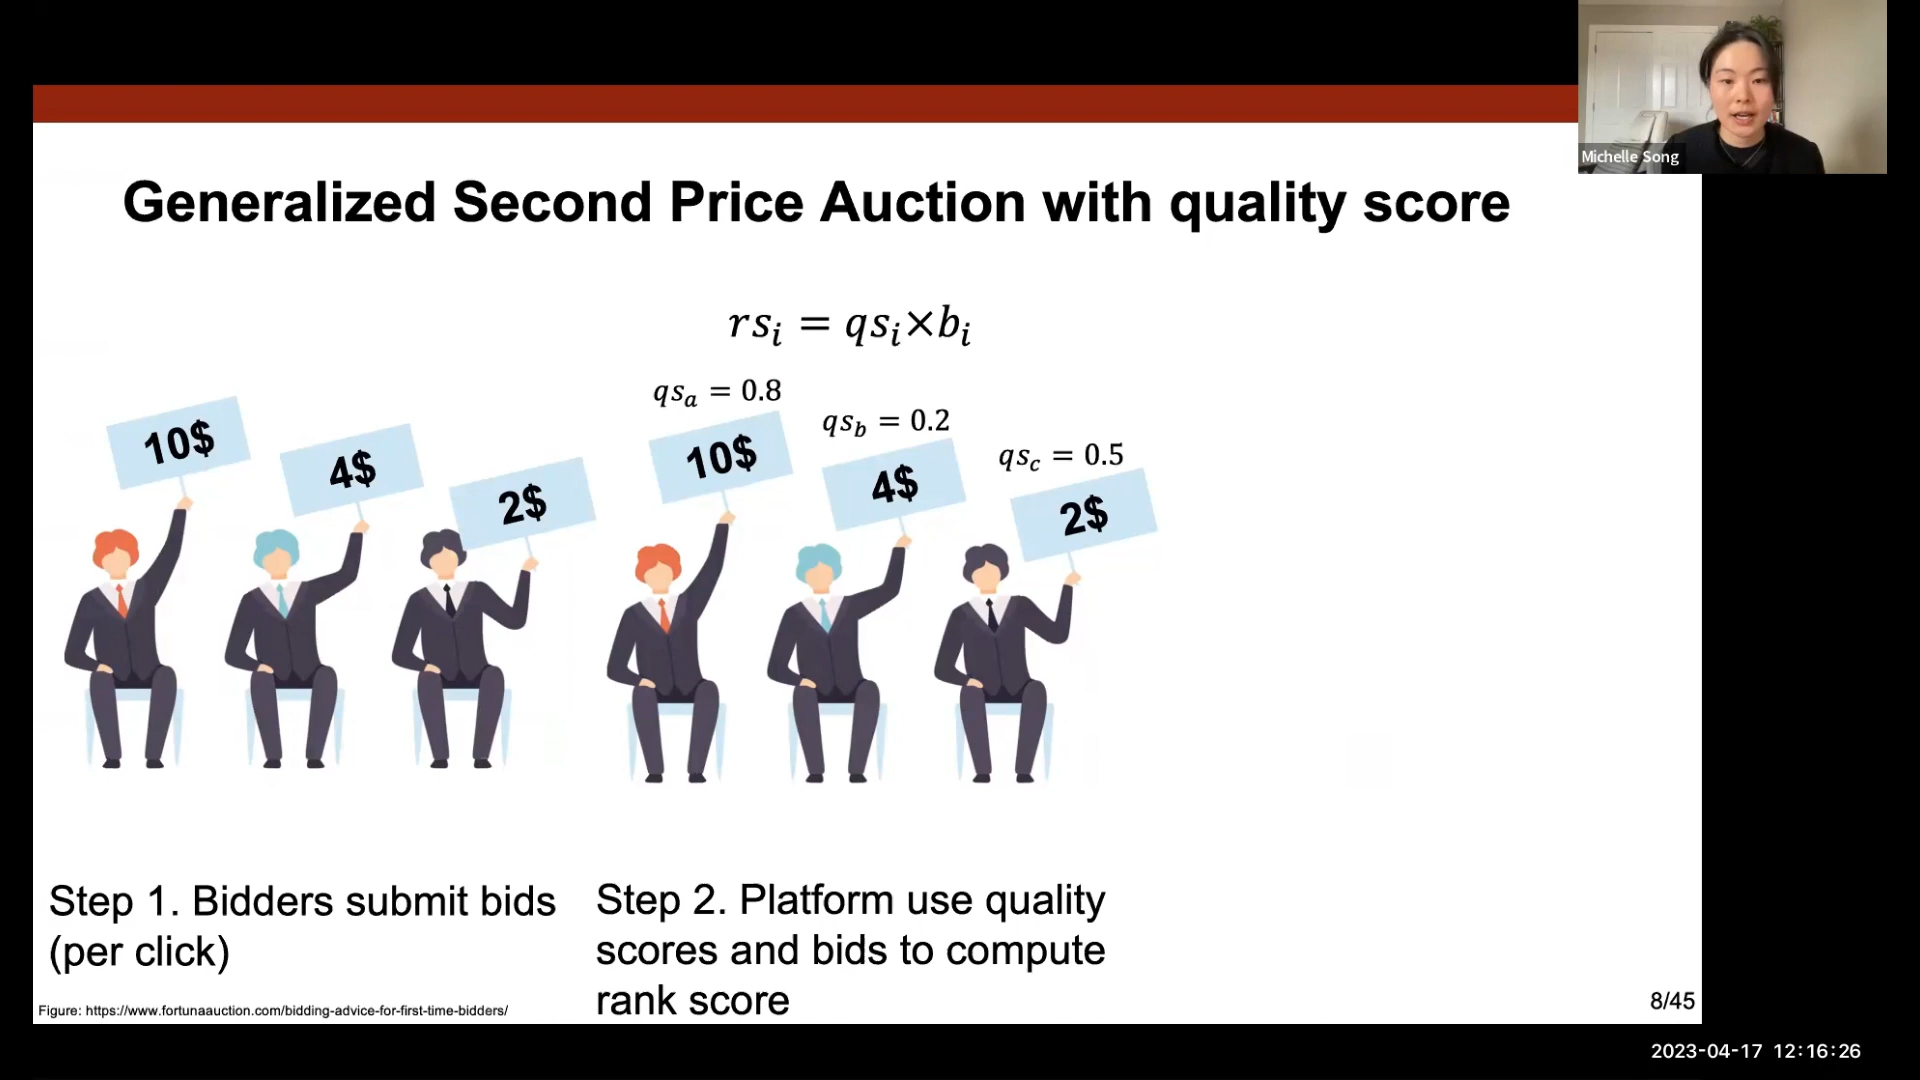 Michelle Song
Generalized Second Price Auction with quality score
rs_i = qs_i×b_i
qs_a = 0.8
qs_b = 0.2
qs_c = 0.5
10$
4$
2$
10$
4$
2$
Step 1. Bidders submit bids
(per click)
Step 2. Platform use quality
scores and bids to compute
rank score
Figure: https://www.fortunaauction.com/bidding-advice-for-first-time-bidders/
8/45
2023-04-17 12:16:26